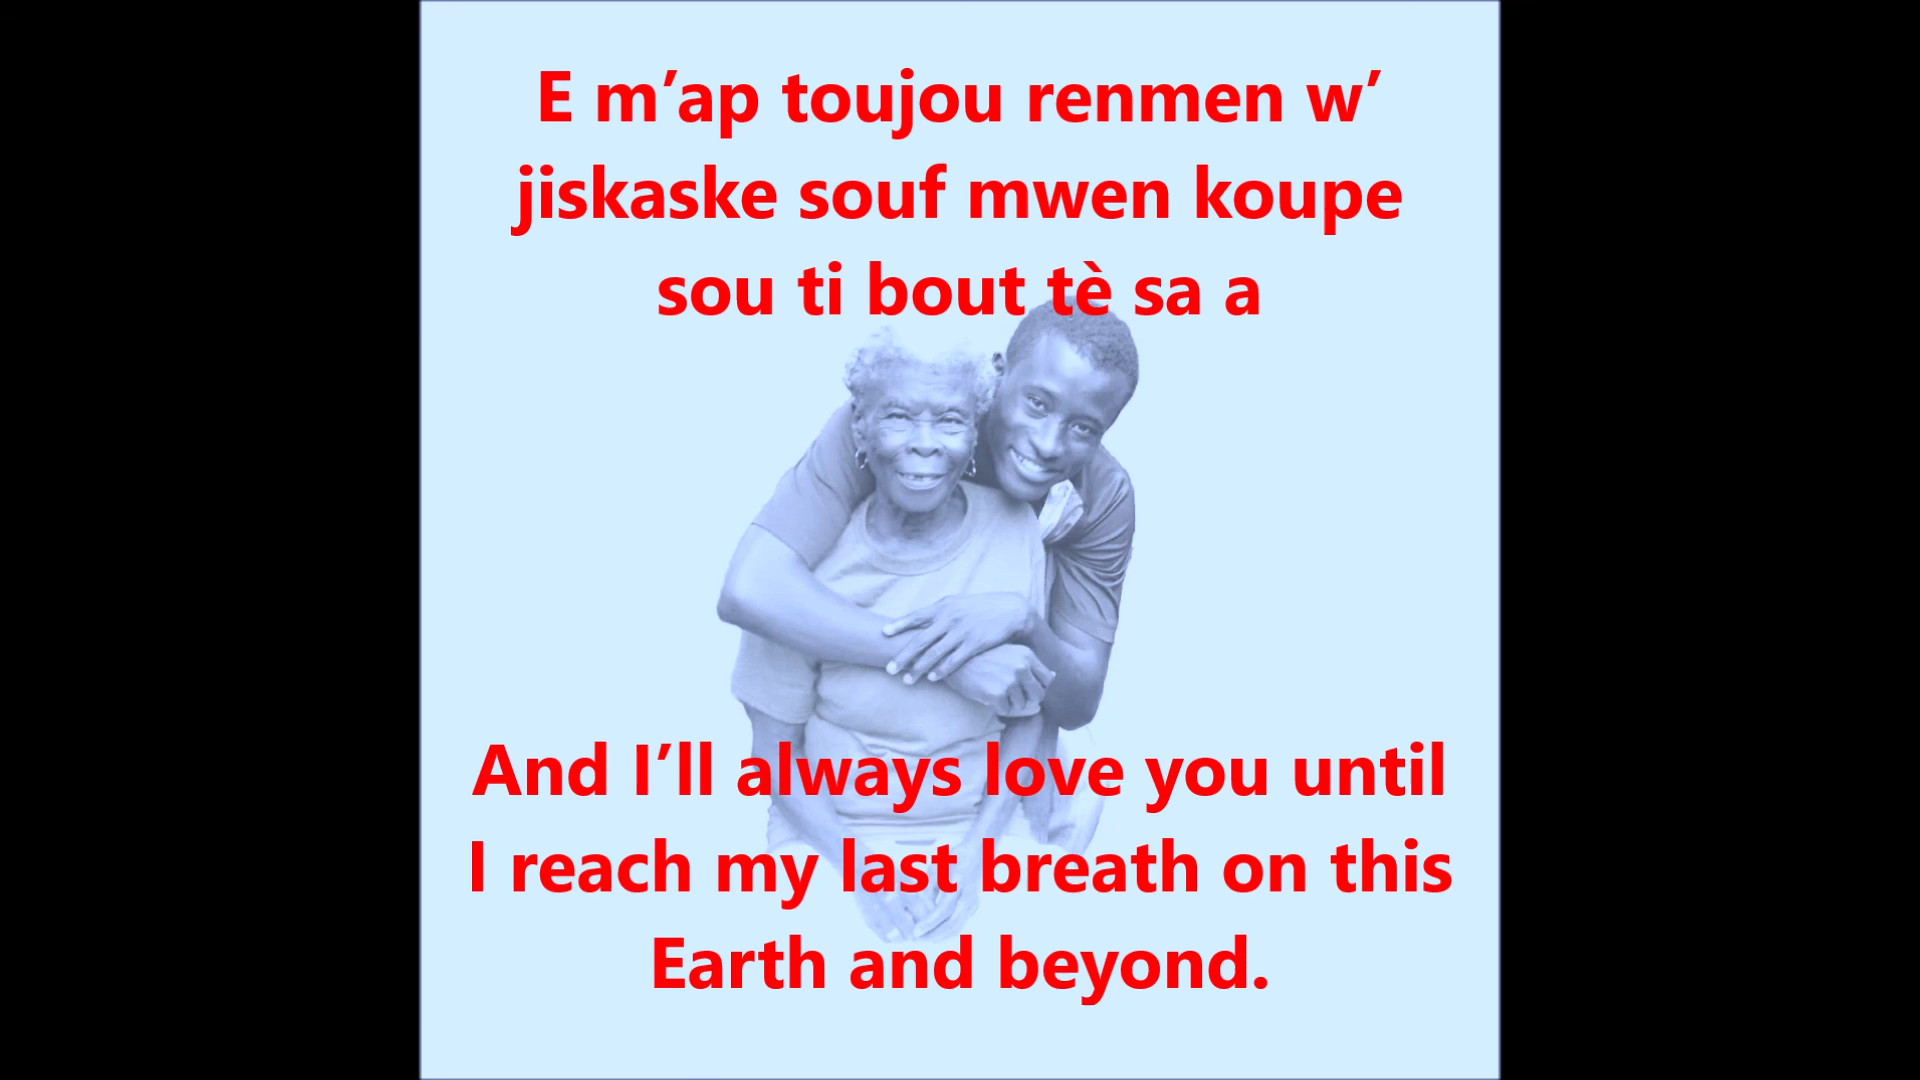 E m’ap toujou renmen w’
jiskaske souf mwen koupe
sou ti bout tè sa a
And I’ll always love you until
I reach my last breath on this
Earth and beyond.